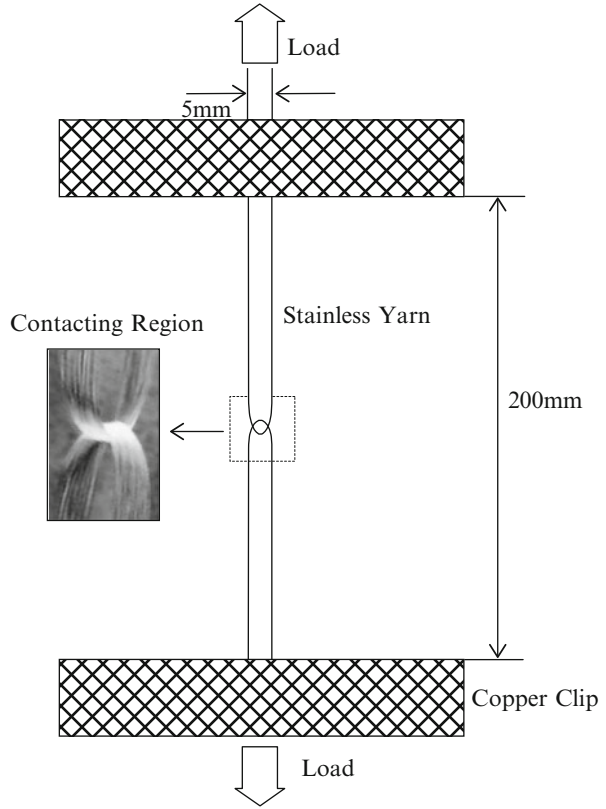 Load
5mm
Stainless Yarn
Contacting Region
200mm
Copper Clip
Load